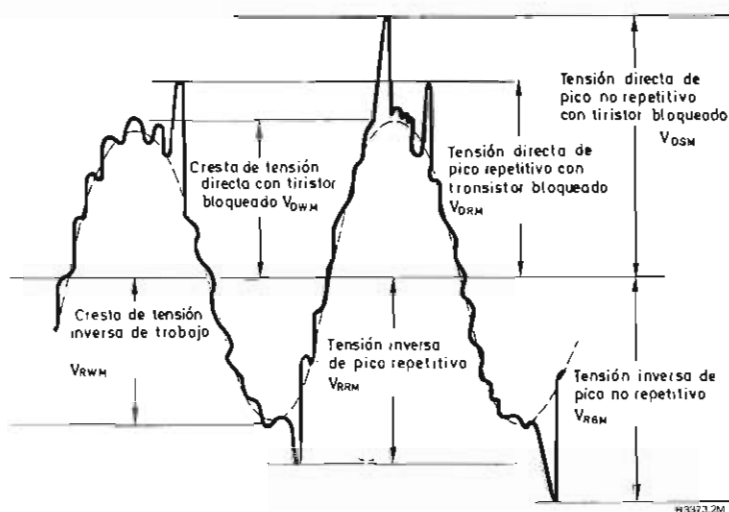 Tensión directa de
pico no repetitivo
con tiristor bloqueado
VDSM
Cresta de tensión
directa con tiristor
bloqueado VDWM
Tensión directa de
pico repetitivo con
transistor bloqueado
VDRM
Cresta de tensión
inversa de trabajo
VRWM
Tensión inversa
de pico repetitivo
VRRM
Tensión inversa de
pico no repetitivo
VRSM
H3373.2M